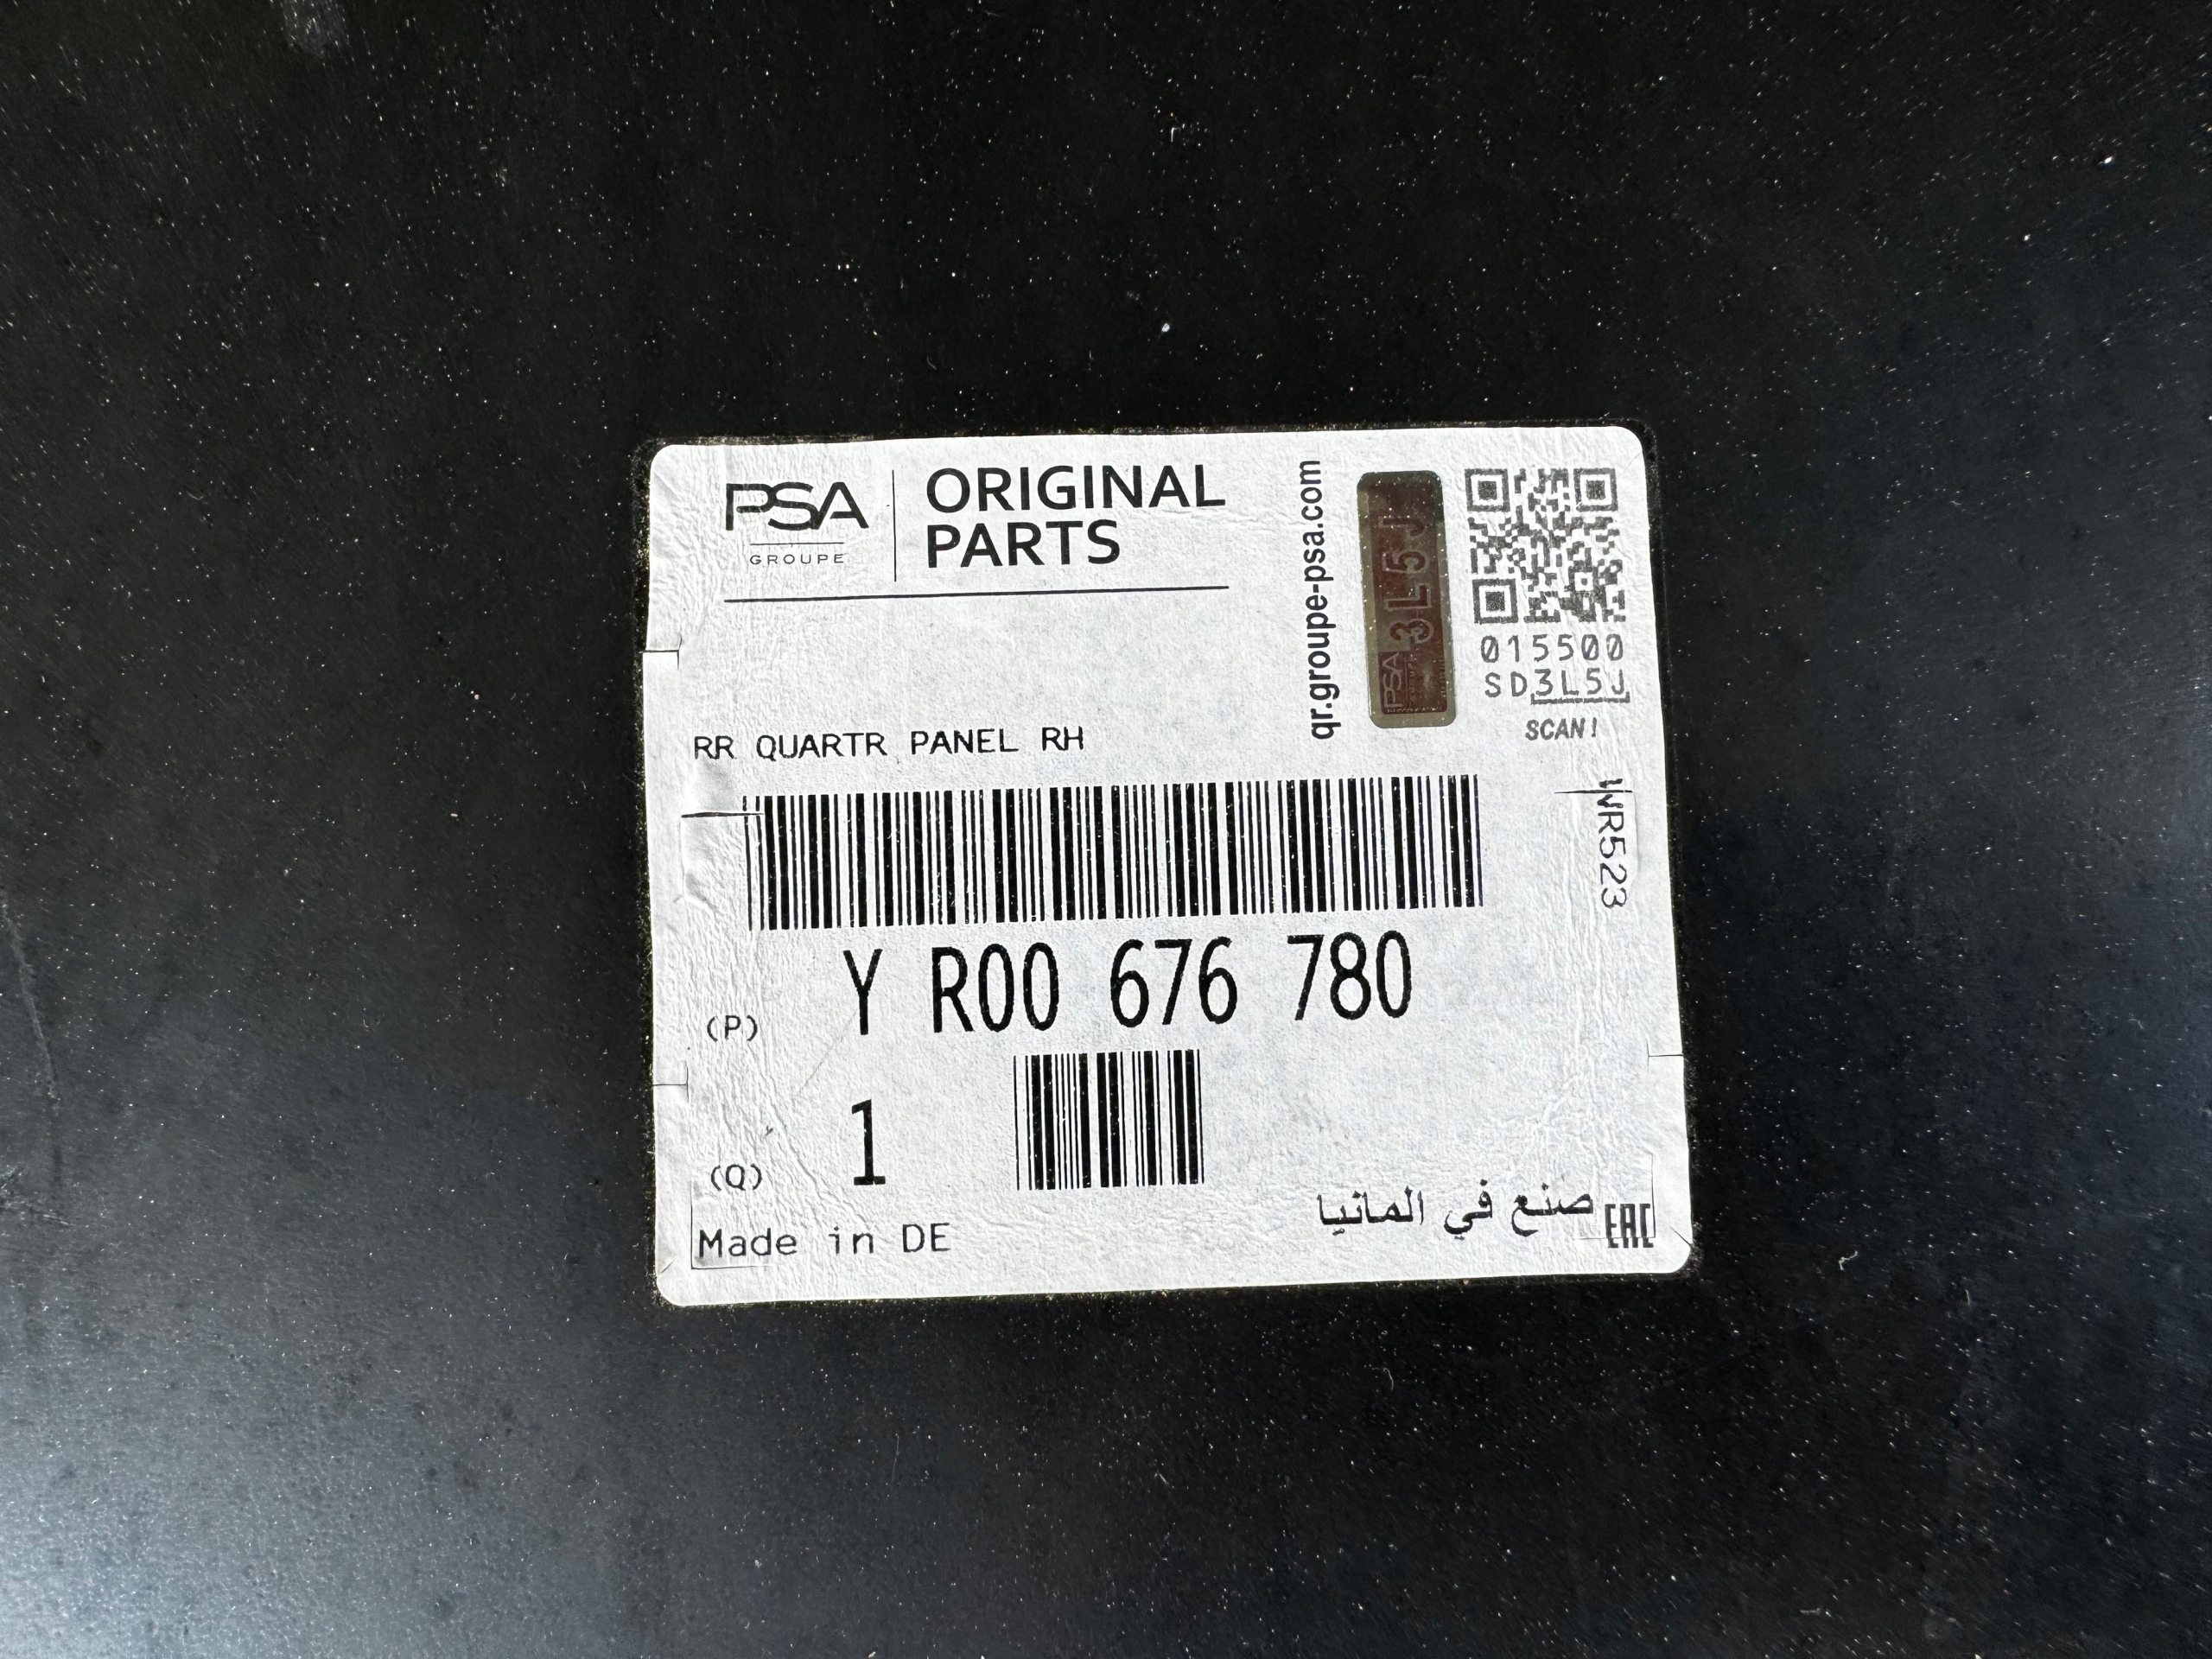 PSA
GROUPE
ORIGINAL
PARTS
qr.groupe-psa.com
PSA
3L5J
015500
SD3L5J
SCAN!
RR QUARTR PANEL RH
WR523
(P) Y R00 676 780
(Q) 1
Made in DE
صنع في المانيا
EAC